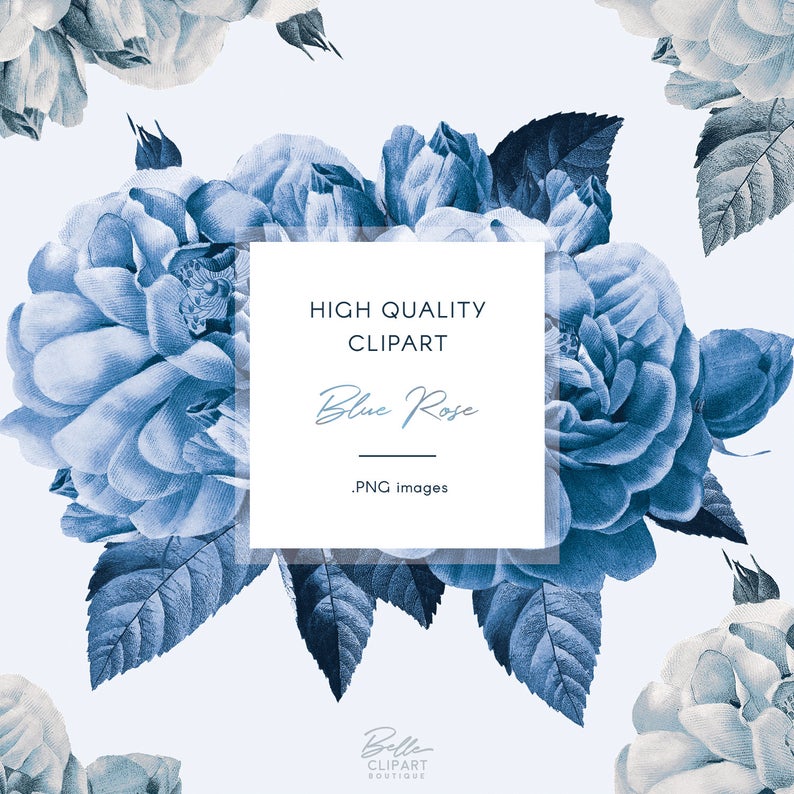 HIGH QUALITY
CLIPART
Blue Rose
.PNG images
Belle
CLIPART
BOUTIQUE